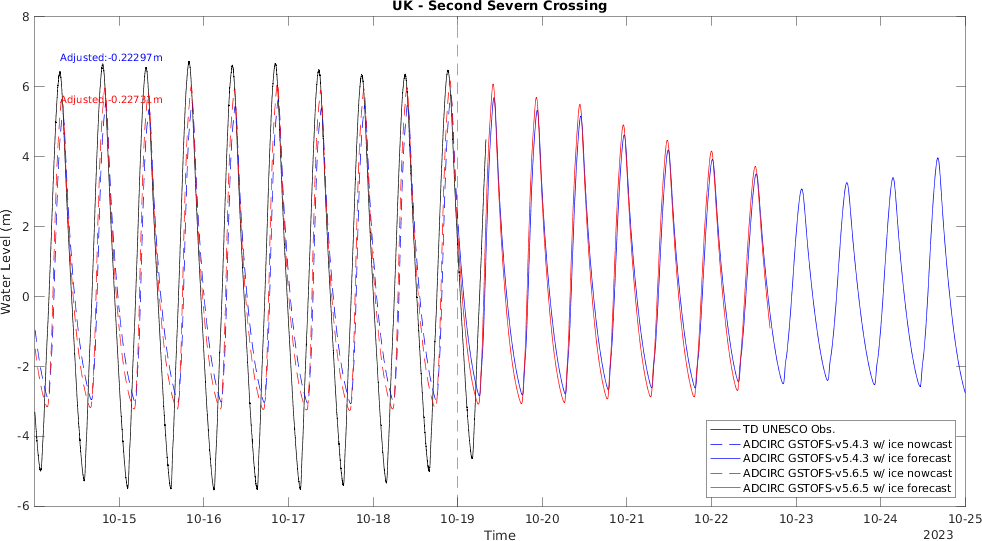 UK - Second Severn Crossing
8
6
4
2
0
-2
-4
-6
Water Level (m)
Adjusted:-0.22297m
Adjusted:-0.22731m
TD UNESCO Obs.
ADCIRC GSTOFS-v5.4.3 w/ ice nowcast
ADCIRC GSTOFS-v5.4.3 w/ ice forecast
ADCIRC GSTOFS-v5.6.5 w/ ice nowcast
ADCIRC GSTOFS-v5.6.5 w/ ice forecast
10-15 10-16 10-17 10-18 10-19 10-20 10-21 10-22 10-23 10-24 10-25
Time
2023